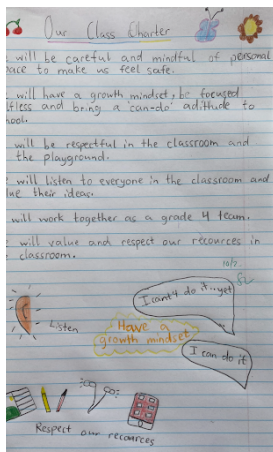 Our Class Charter
will be careful and mindful of personal
ace to make us feel safe.
will have a growth mindset, be focused
lfless and bring a 'can-do' adittude to
hool.
will be respectful in the classroom and
the playground.
will listen to everyone in the classroom and
lue their ideas.
will work together as a grade 4 team.
will value and respect our recources in
classroom.
I can't do it...yet
Listen
Have a
growth mindset
I can do it
Respect our recources